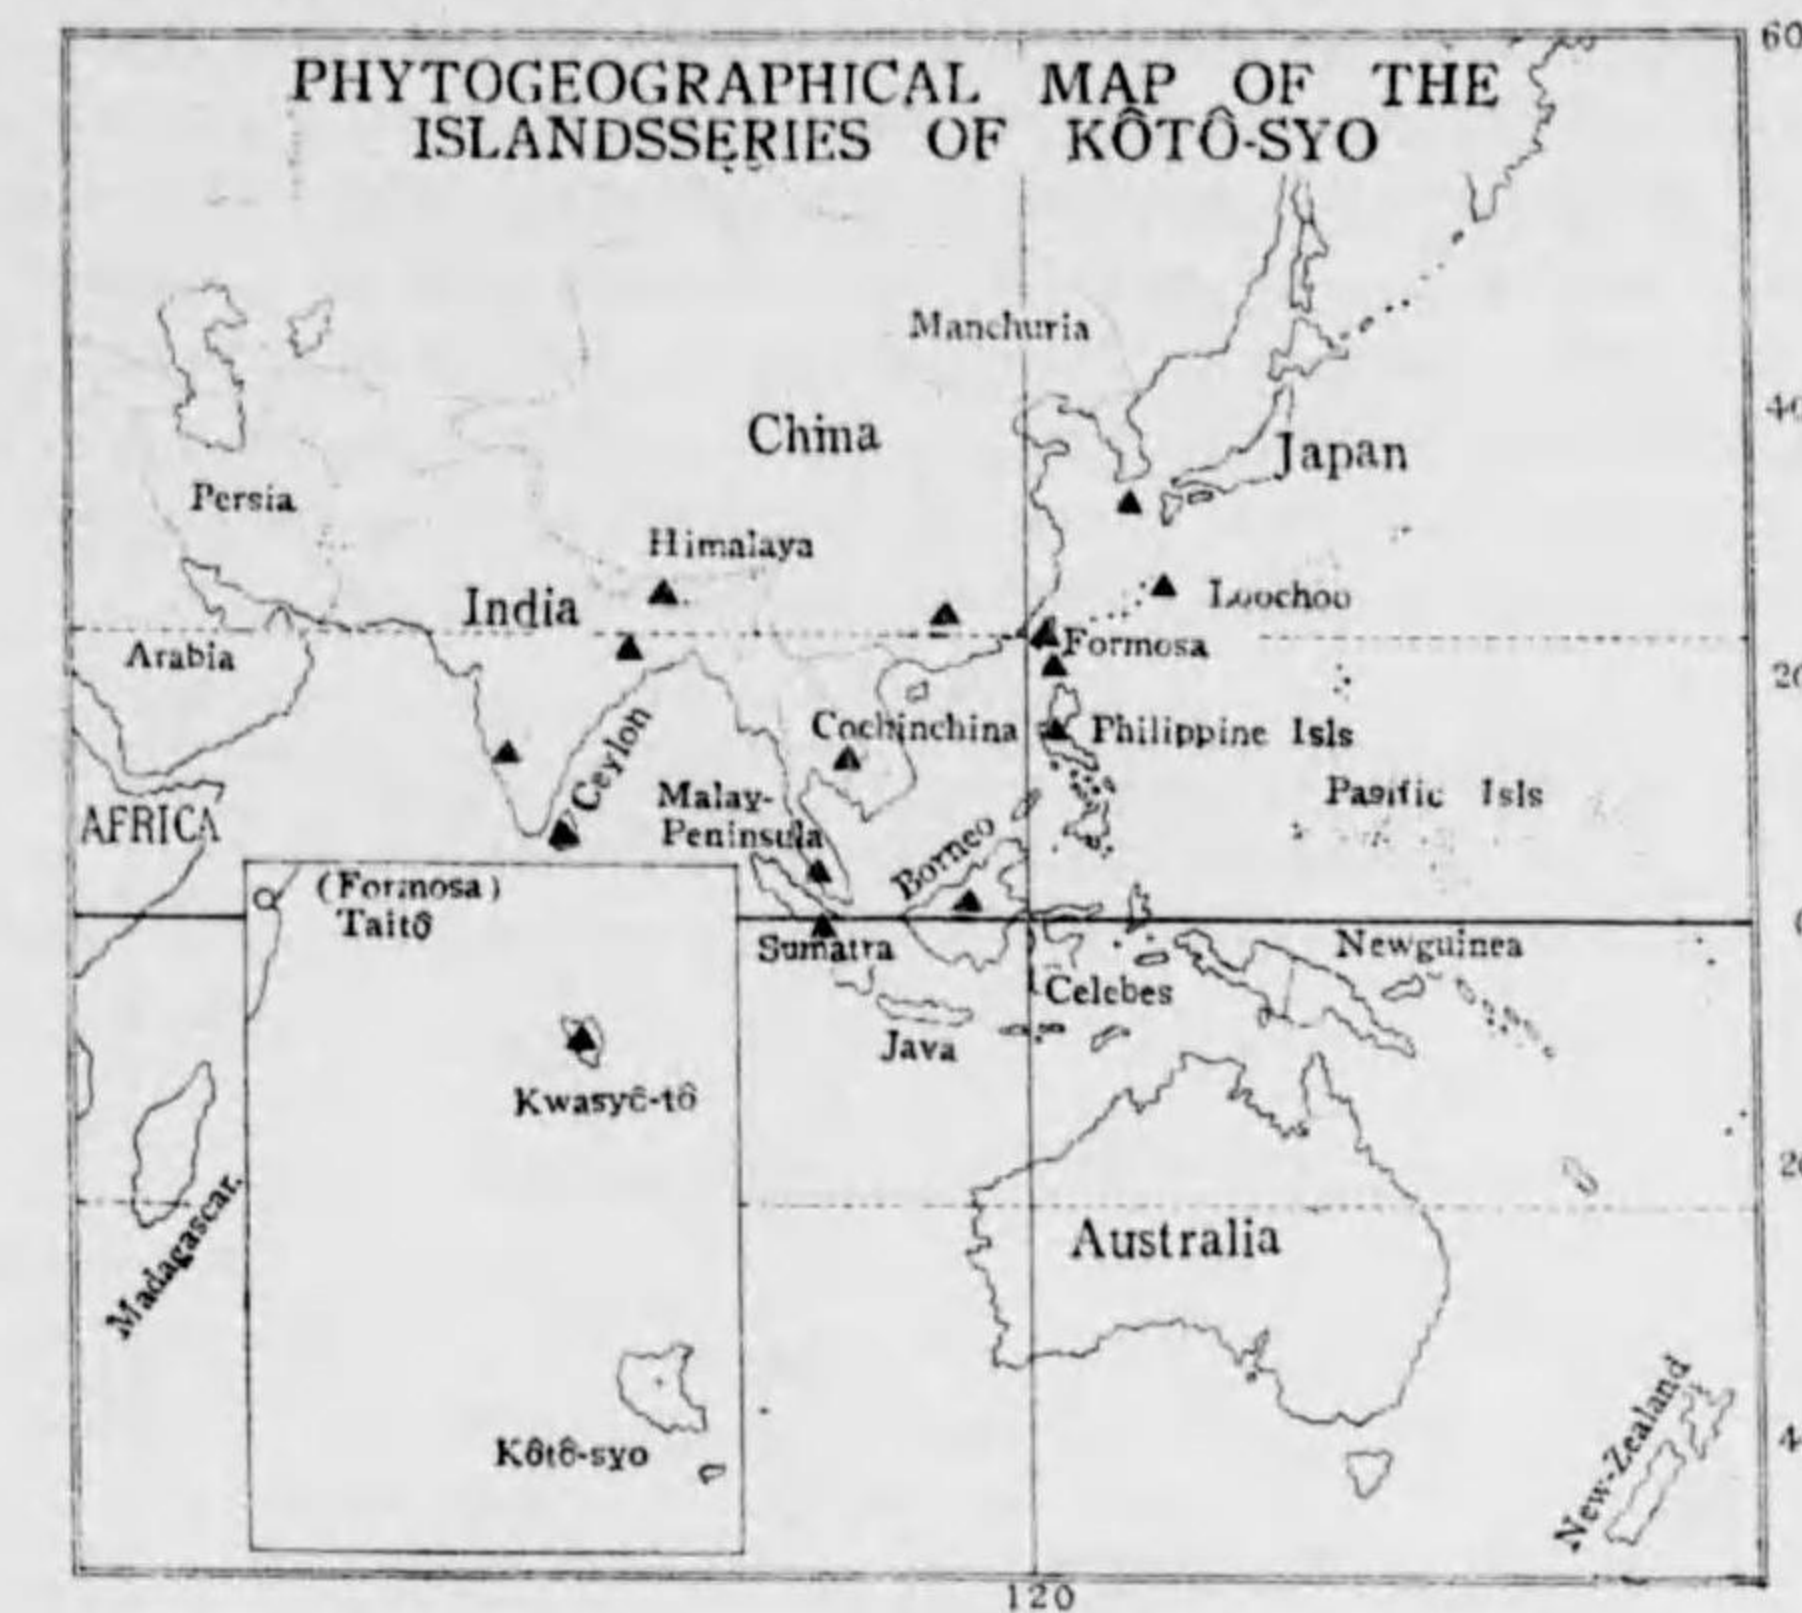 PHYTOGEOGRAPHICAL MAP OF THE
ISLANDSSERIES OF KÔTÔ-SYO
60
Manchuria
China
Japan
Persia
Himalaya
India
Loochoo
Arabia
Formosa
Cochinchina
Philippine Isls
Ceylon
Malay-
Peninsula
Pasific Isls
AFRICA
Borneo
(Formosa)
Taitô
Sumatra
Newguinea
Celebes
Java
Kwasyô-tô
Madagascar.
Australia
Kôtô-syo
New-Zealand
120